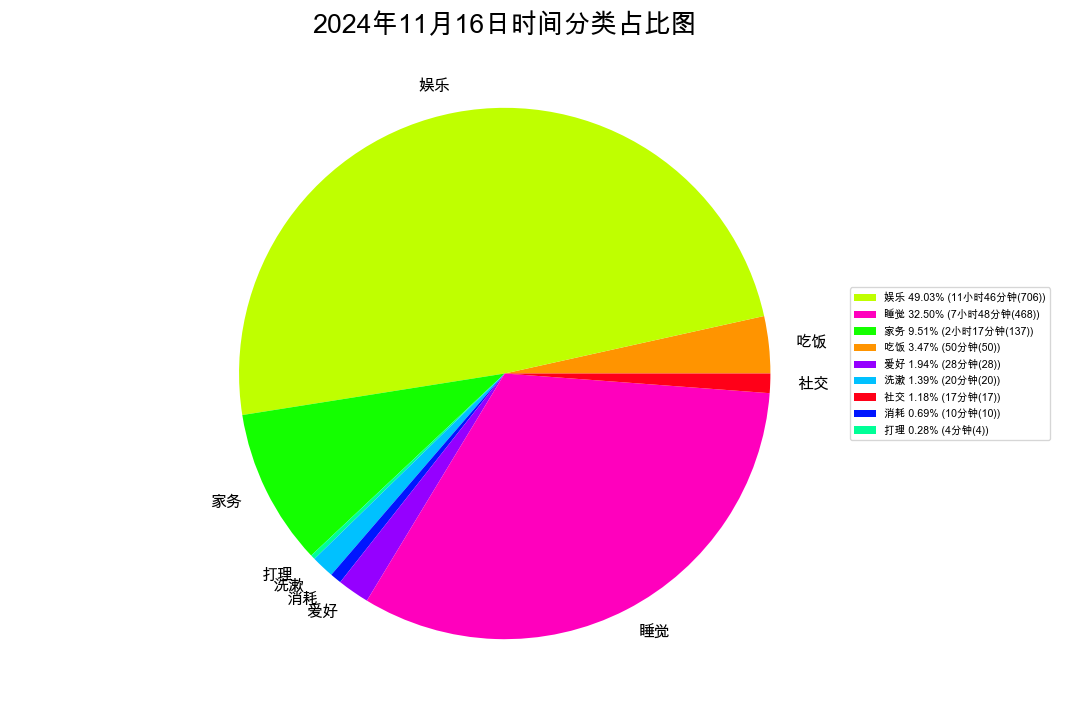 2024年11月16日时间分类占比图
娱乐
吃饭
社交
家务
打理
洗漱
消耗
爱好
睡觉
娱乐 49.03% (11小时46分钟(706))
睡觉 32.50% (7小时48分钟(468))
家务 9.51% (2小时17分钟(137))
吃饭 3.47% (50分钟(50))
爱好 1.94% (28分钟(28))
洗漱 1.39% (20分钟(20))
社交 1.18% (17分钟(17))
消耗 0.69% (10分钟(10))
打理 0.28% (4分钟(4))